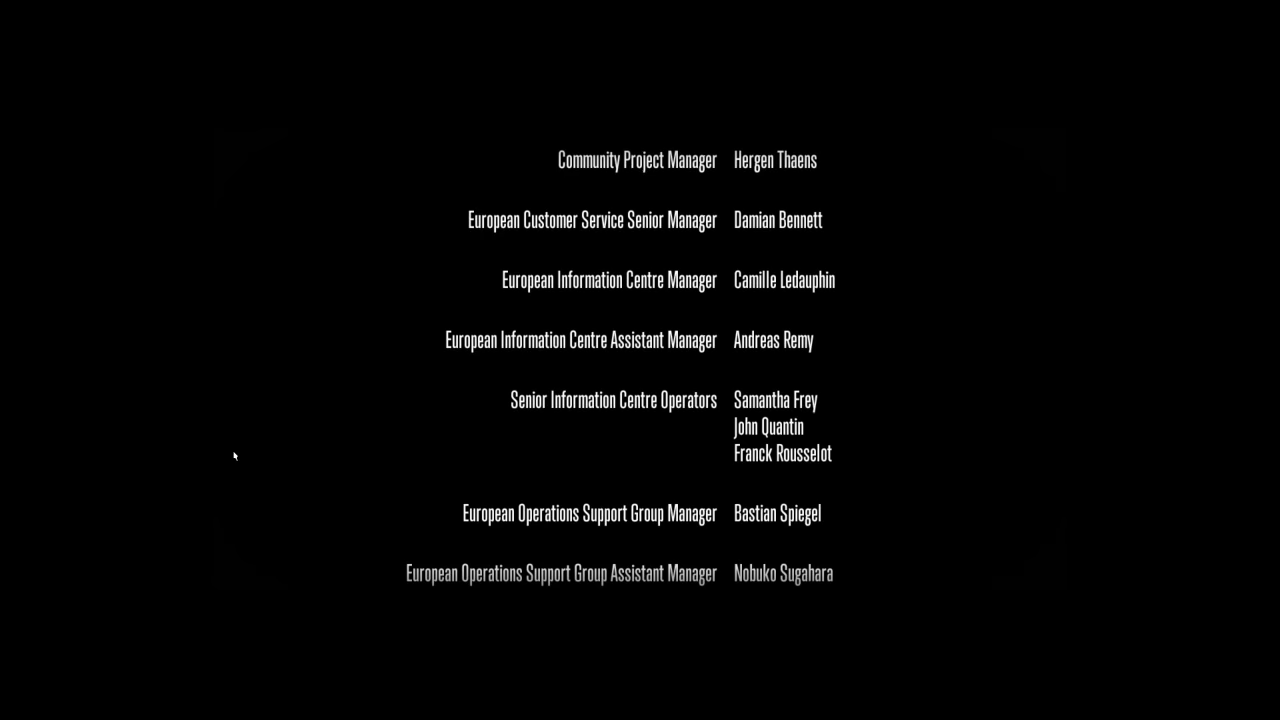 Community Project Manager Hergen Thaens
European Customer Service Senior Manager Damian Bennett
European Information Centre Manager Camille Ledauphin
European Information Centre Assistant Manager Andreas Remy
Senior Information Centre Operators Samantha Frey
John Quantin
Franck Rousselot
European Operations Support Group Manager Bastian Spiegel
European Operations Support Group Assistant Manager Nobuko Sugahara